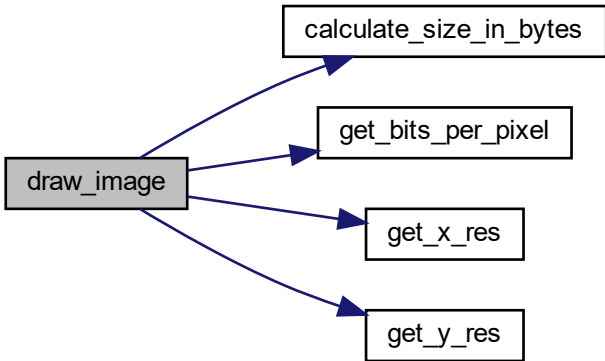 calculate_size_in_bytes
get_bits_per_pixel
draw_image
get_x_res
get_y_res